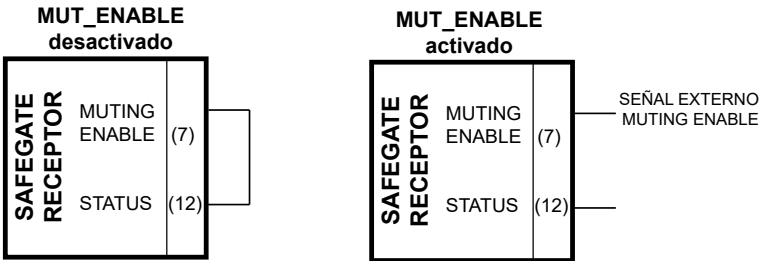 MUT_ENABLE
desactivado
SAFEGATE
RECEPTOR
MUTING
ENABLE
(7)
STATUS
(12)
MUT_ENABLE
activado
SAFEGATE
RECEPTOR
MUTING
ENABLE
(7)
STATUS
(12)
SEÑAL EXTERNO
MUTING ENABLE